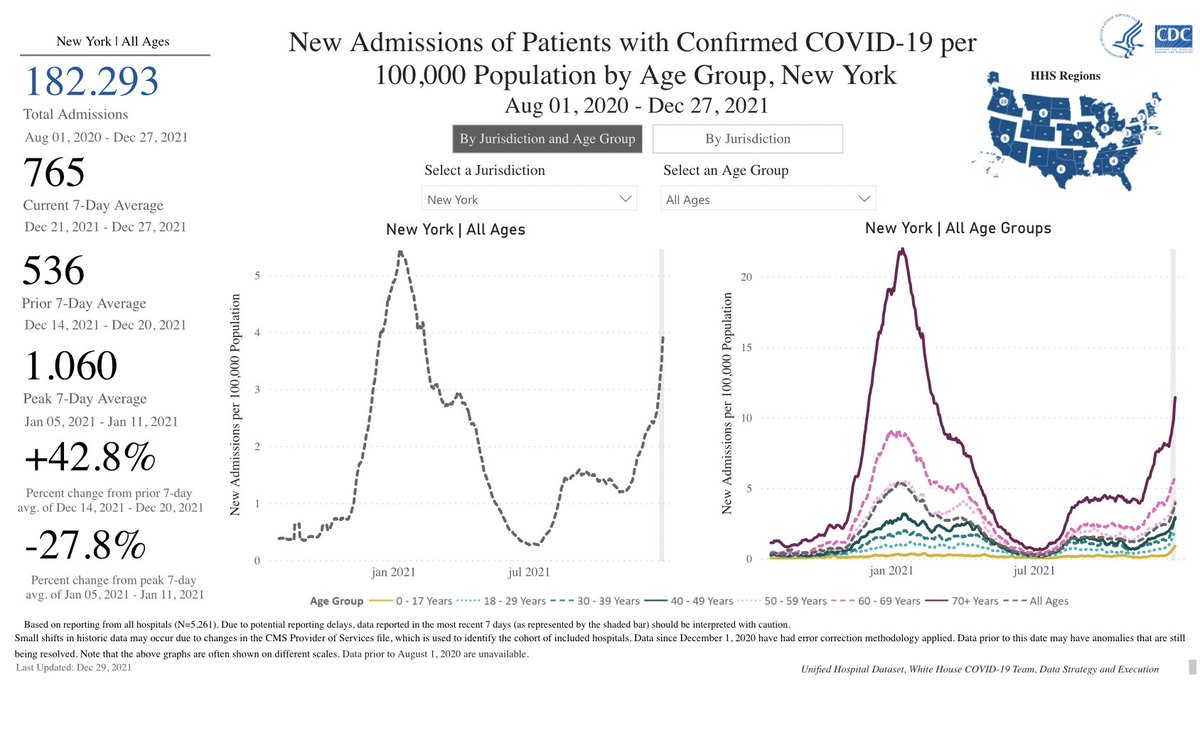 New York | All Ages
182.293
Total Admissions
Aug 01, 2020 - Dec 27, 2021
765
Current 7-Day Average
Dec 21, 2021 - Dec 27, 2021
536
Prior 7-Day Average
Dec 14, 2021 - Dec 20, 2021
1.060
Peak 7-Day Average
Jan 05, 2021 - Jan 11, 2021
+42.8%
Percent change from prior 7-day
avg. of Dec 14, 2021 - Dec 20, 2021
-27.8%
Percent change from peak 7-day
avg. of Jan 05, 2021 - Jan 11, 2021
New Admissions of Patients with Confirmed COVID-19 per
100,000 Population by Age Group, New York
Aug 01, 2020 - Dec 27, 2021
By Jurisdiction and Age Group
By Jurisdiction
Select a Jurisdiction
New York
Select an Age Group
All Ages
CDC
HHS Regions
New York | All Ages
New Admissions per 100,000 Population
5
4
3
2
1
0
jan 2021
jul 2021
New York | All Age Groups
New Admissions per 100,000 Population
20
15
10
5
0
jan 2021
jul 2021
Age Group 0 - 17 Years 18 - 29 Years 30 - 39 Years 40 - 49 Years 50 - 59 Years 60 - 69 Years 70+ Years All Ages
Based on reporting from all hospitals (N=5,261). Due to potential reporting delays, data reported in the most recent 7 days (as represented by the shaded bar) should be interpreted with caution.
Small shifts in historic data may occur due to changes in the CMS Provider of Services file, which is used to identify the cohort of included hospitals. Data since December 1, 2020 have had error correction methodology applied. Data prior to this date may have anomalies that are still
being resolved. Note that the above graphs are often shown on different scales. Data prior to August 1, 2020 are unavailable.
Last Updated: Dec 29, 2021
Unified Hospital Dataset, White House COVID-19 Team, Data Strategy and Execution